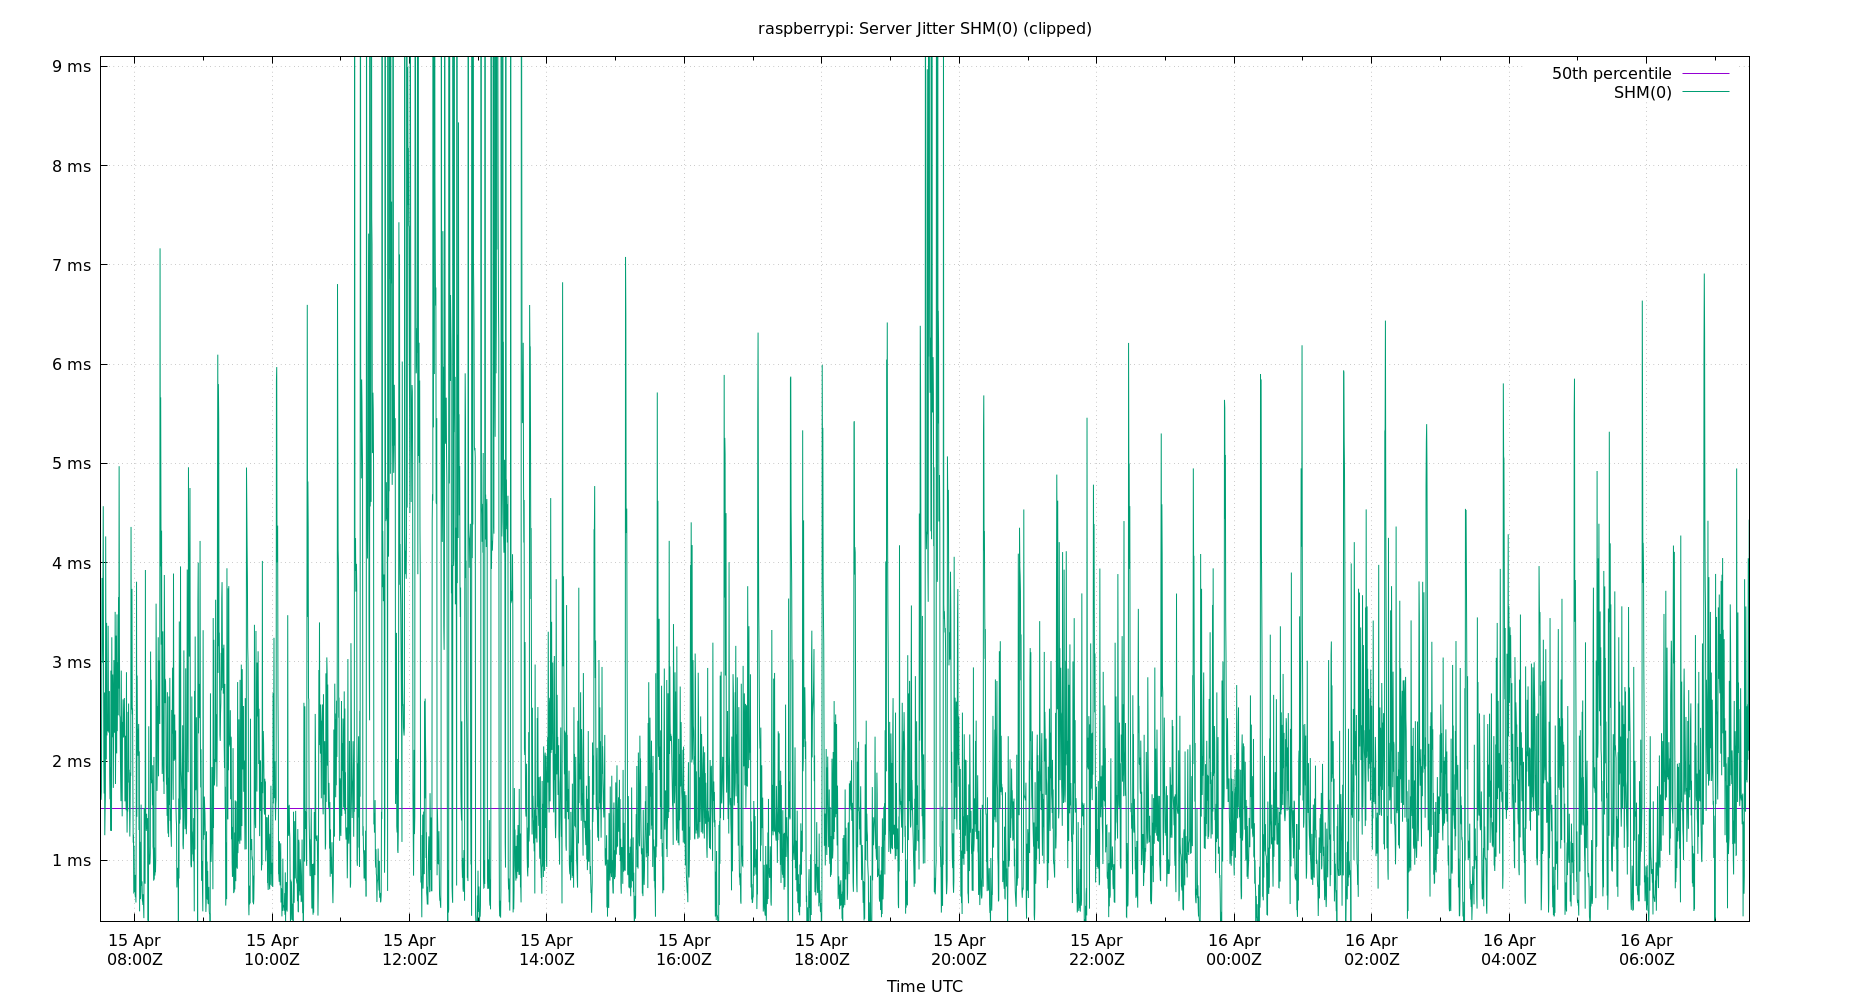 raspberrypi: Server Jitter SHM(0) (clipped)
50th percentile
SHM(0)
9 ms
8 ms
7 ms
6 ms
5 ms
4 ms
3 ms
2 ms
1 ms
15 Apr 15 Apr 15 Apr 15 Apr 15 Apr 15 Apr 15 Apr 15 Apr 16 Apr 16 Apr 16 Apr 16 Apr
08:00Z 10:00Z 12:00Z 14:00Z 16:00Z 18:00Z 20:00Z 22:00Z 00:00Z 02:00Z 04:00Z 06:00Z
Time UTC